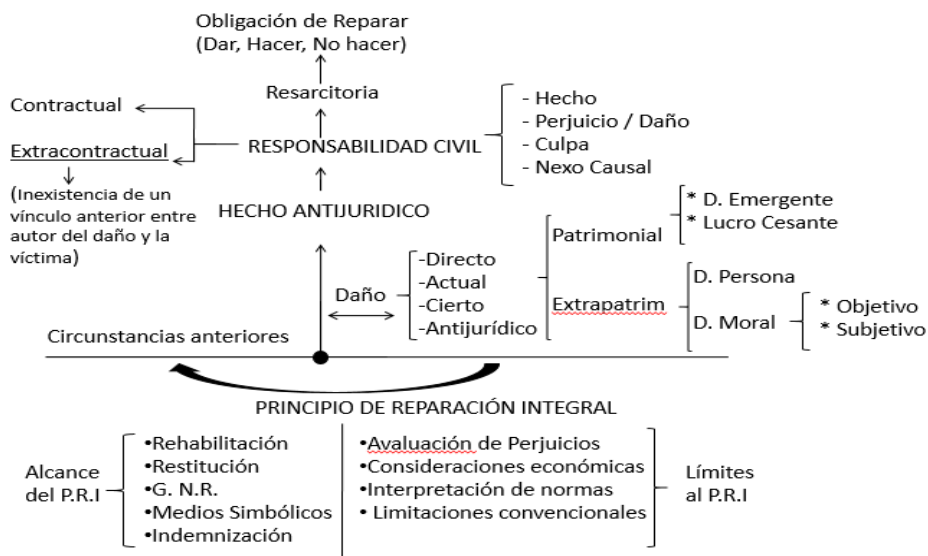 Obligación de Reparar
(Dar, Hacer, No hacer)
Resarcitoria
Contractual
Extracontractual
(Inexistencia de un
vínculo anterior entre
autor del daño y la
víctima)
RESPONSABILIDAD CIVIL
- Hecho
- Perjuicio / Daño
- Culpa
- Nexo Causal
HECHO ANTIJURIDICO
Daño
-Directo
-Actual
-Cierto
-Antijurídico
Patrimonial
* D. Emergente
* Lucro Cesante
Extrapatrim
D. Persona
D. Moral
* Objetivo
* Subjetivo
Circunstancias anteriores
PRINCIPIO DE REPARACIÓN INTEGRAL
Alcance
del P.R.I
•Rehabilitación
•Restitución
•G. N.R.
•Medios Simbólicos
•Indemnización
•Avaluación de Perjuicios
•Consideraciones económicas
•Interpretación de normas
• Limitaciones convencionales
Límites
al P.R.I